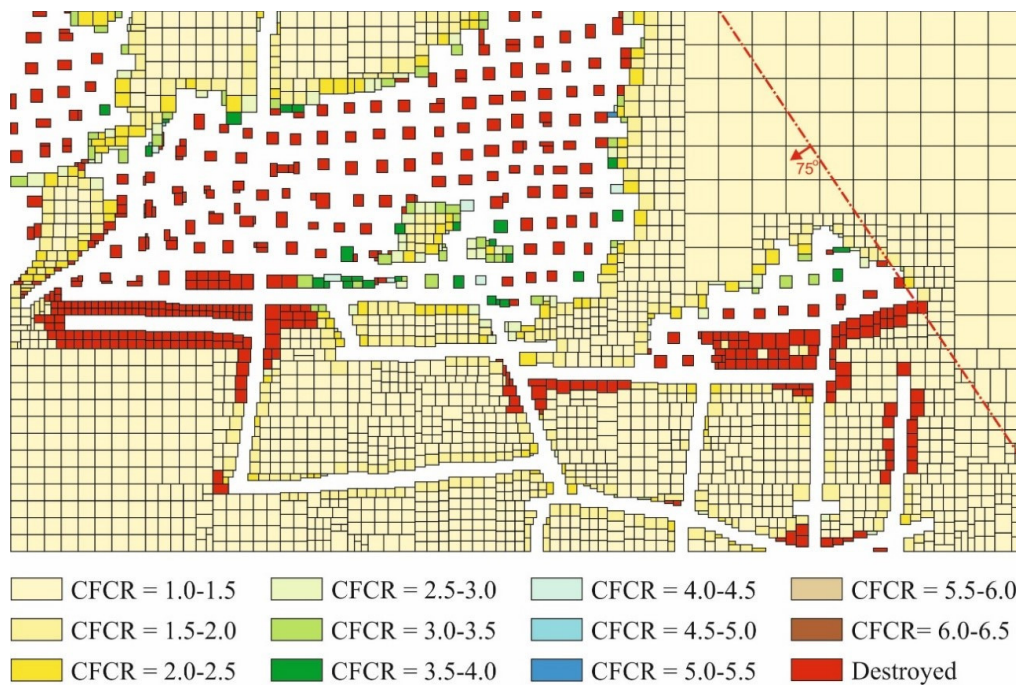 75°
CFCR = 1.0-1.5 CFCR = 2.5-3.0 CFCR = 4.0-4.5 CFCR = 5.5-6.0
CFCR = 1.5-2.0 CFCR = 3.0-3.5 CFCR = 4.5-5.0 CFCR= 6.0-6.5
CFCR = 2.0-2.5 CFCR = 3.5-4.0 CFCR = 5.0-5.5 Destroyed